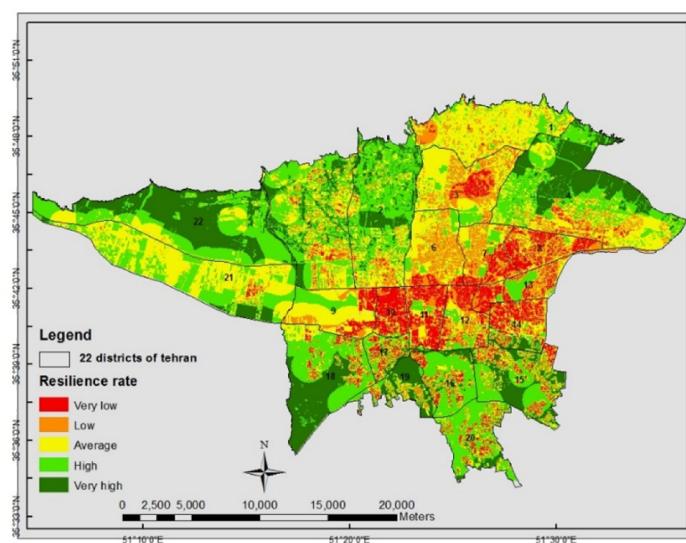 35°51'0"N
35°48'0"N
35°45'0"N
35°42'0"N
35°39'0"N
35°36'0"N
35°33'0"N
1
22
3
6
21
7
8
13
9
10
11
12
14
17
18
19
16
15
20
Legend
22 districts of tehran
Resilience rate
Very low
Low
Average
High
Very high
N
0 2,500 5,000 10,000 15,000 20,000
Meters
51°10'0"E
51°20'0"E
51°30'0"E